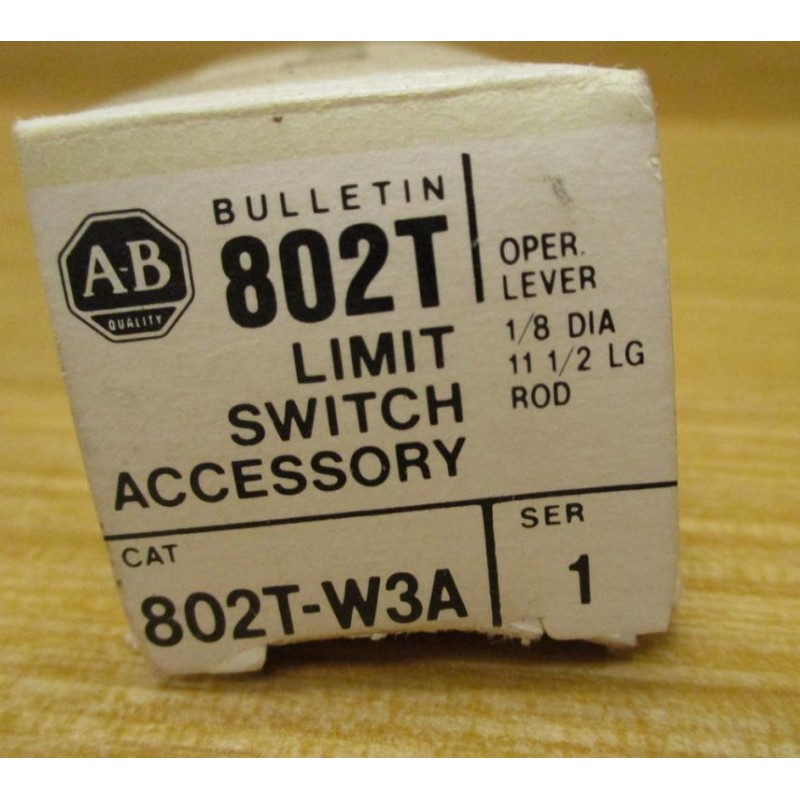 A-B
QUALITY
BULLETIN
802T
LIMIT
SWITCH
ACCESSORY
OPER.
LEVER
1/8 DIA
11 1/2 LG
ROD
CAT
802T-W3A
SER
1